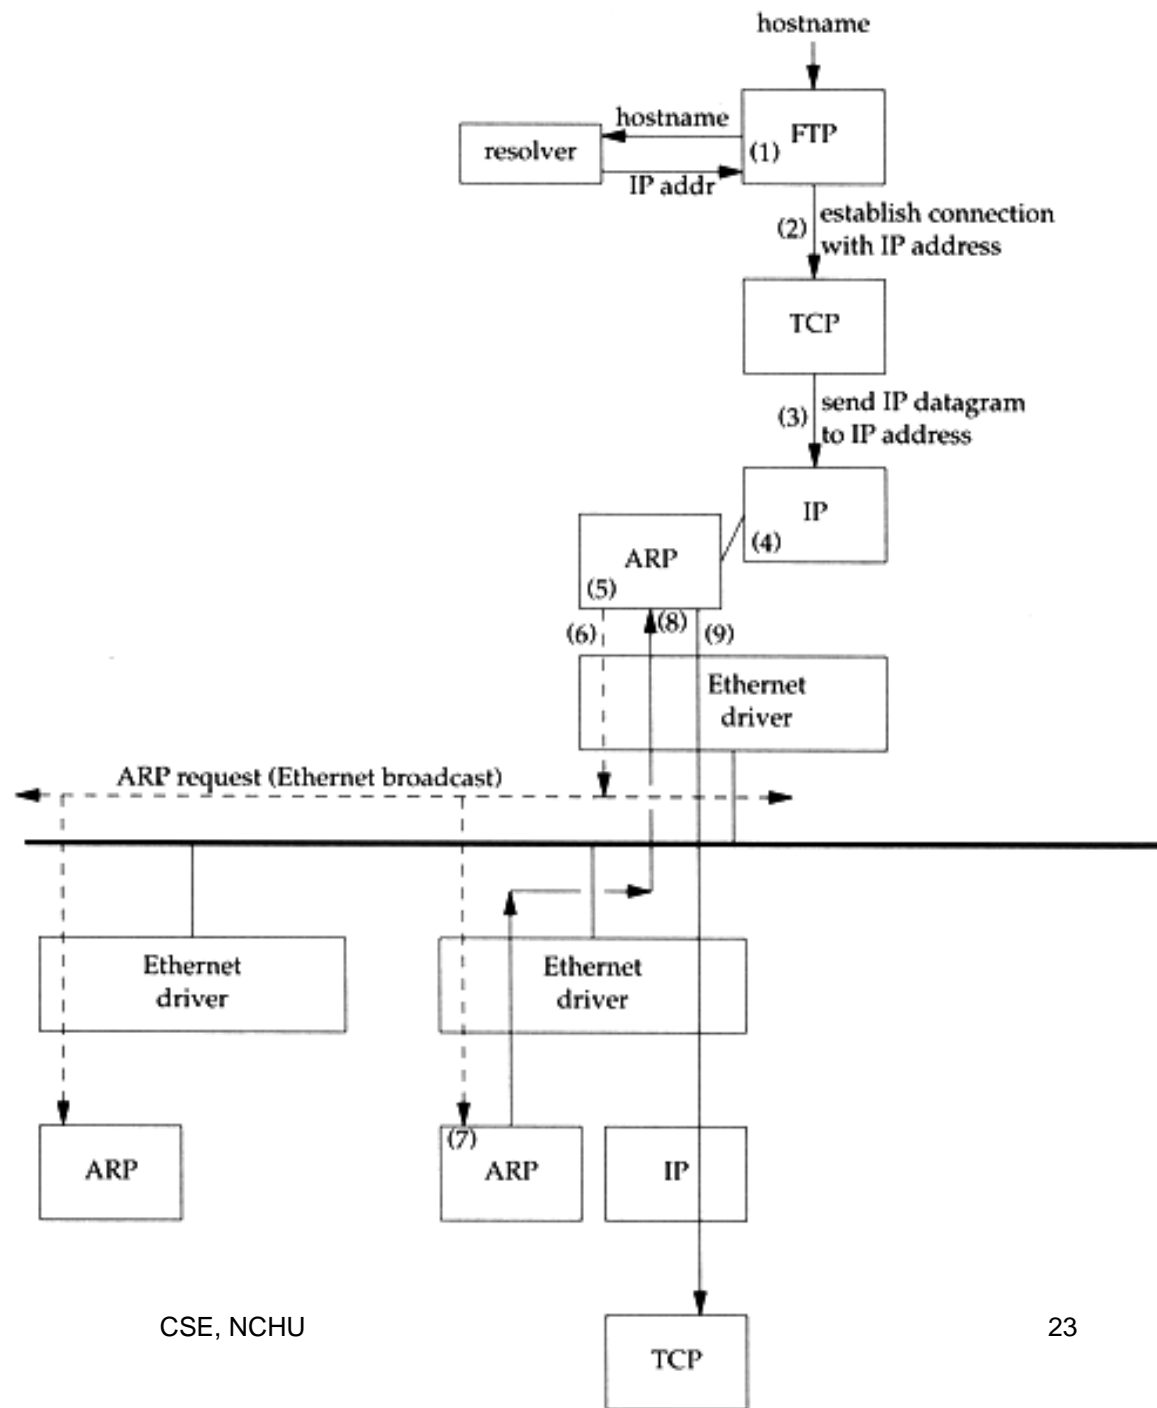 hostname
FTP
hostname
(1)
resolver
IP addr
(2)
establish connection
with IP address
TCP
(3)
send IP datagram
to IP address
IP
(4)
ARP
(5)
(6)
(8)
(9)
Ethernet
driver
ARP request (Ethernet broadcast)
Ethernet
driver
Ethernet
driver
ARP
(7)
ARP
IP
CSE, NCHU
23
TCP